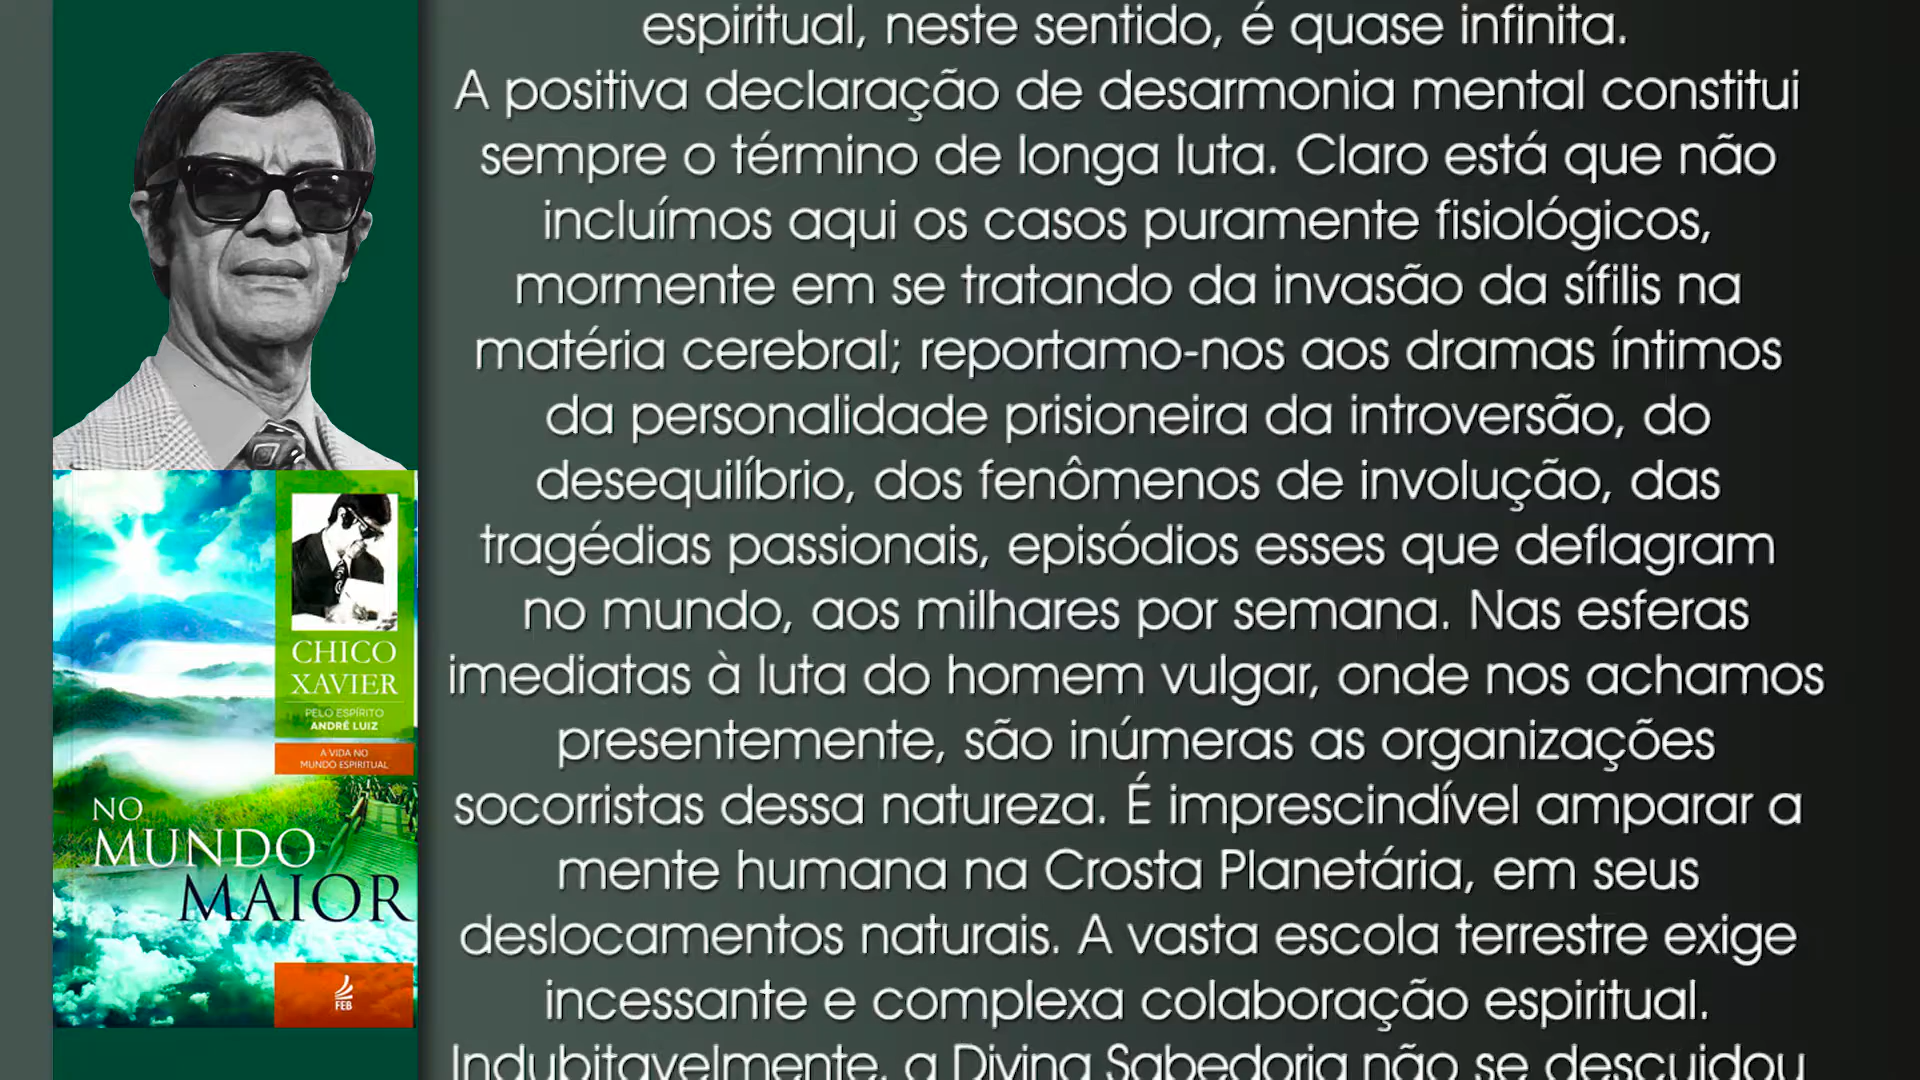 espiritual, neste sentido, é quase infinita.
A positiva declaração de desarmonia mental constitui
sempre o término de longa luta. Claro está que não
incluímos aqui os casos puramente fisiológicos,
mormente em se tratando da invasão da sífilis na
matéria cerebral; reportamo-nos aos dramas íntimos
da personalidade prisioneira da introversão, do
desequilíbrio, dos fenômenos de involução, das
tragédias passionais, episódios esses que deflagram
no mundo, aos milhares por semana. Nas esferas
imediatas à luta do homem vulgar, onde nos achamos
presentemente, são inúmeras as organizações
socorristas dessa natureza. É imprescindível amparar a
mente humana na Crosta Planetária, em seus
deslocamentos naturais. A vasta escola terrestre exige
incessante e complexa colaboração espiritual.
Indubitavelmente, a Divina Sabedoria não se descuidou
CHICO
XAVIER
PELO ESPÍRITO
ANDRÉ LUIZ
A VIDA NO
MUNDO ESPIRITUAL
NO
MUNDO
MAIOR
FEB